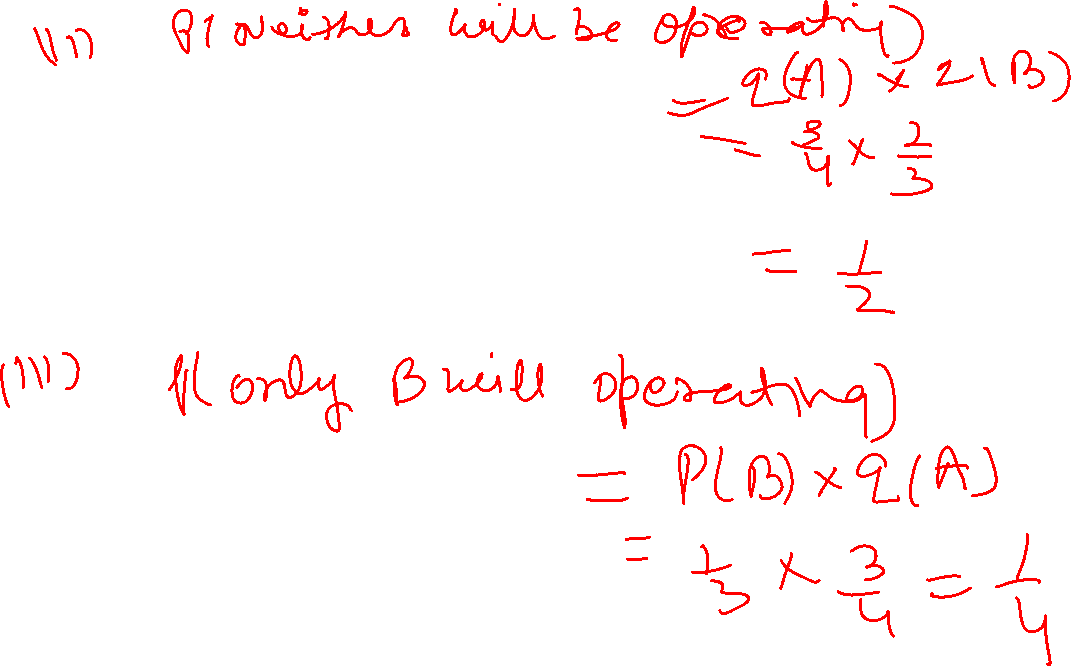 (ii) P( Neither will be operating)
= q(A) x q(B)
= 3/4 x 2/3
= 1/2
(iii) P( only B will operating)
= P(B) x q(A)
= 1/3 x 3/4 = 1/4